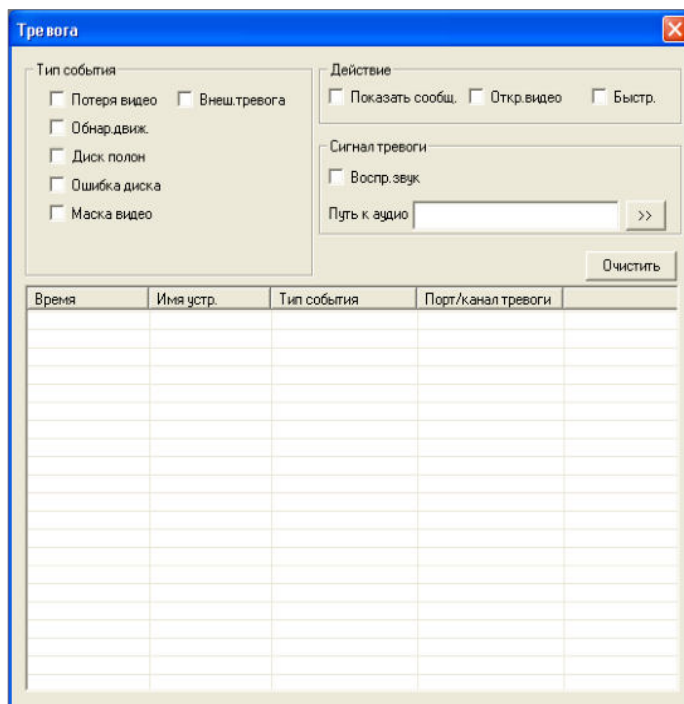 Тревога
Тип события
Потеря видео Внеш.тревога
Обнар.движ.
Диск полон
Ошибка диска
Маска видео
Действие
Показать сообщ. Откр.видео Быстр.
Сигнал тревоги
Воспр.звук
Путь к аудио >>
Очистить
Время Имя устр. Тип события Порт/канал тревоги